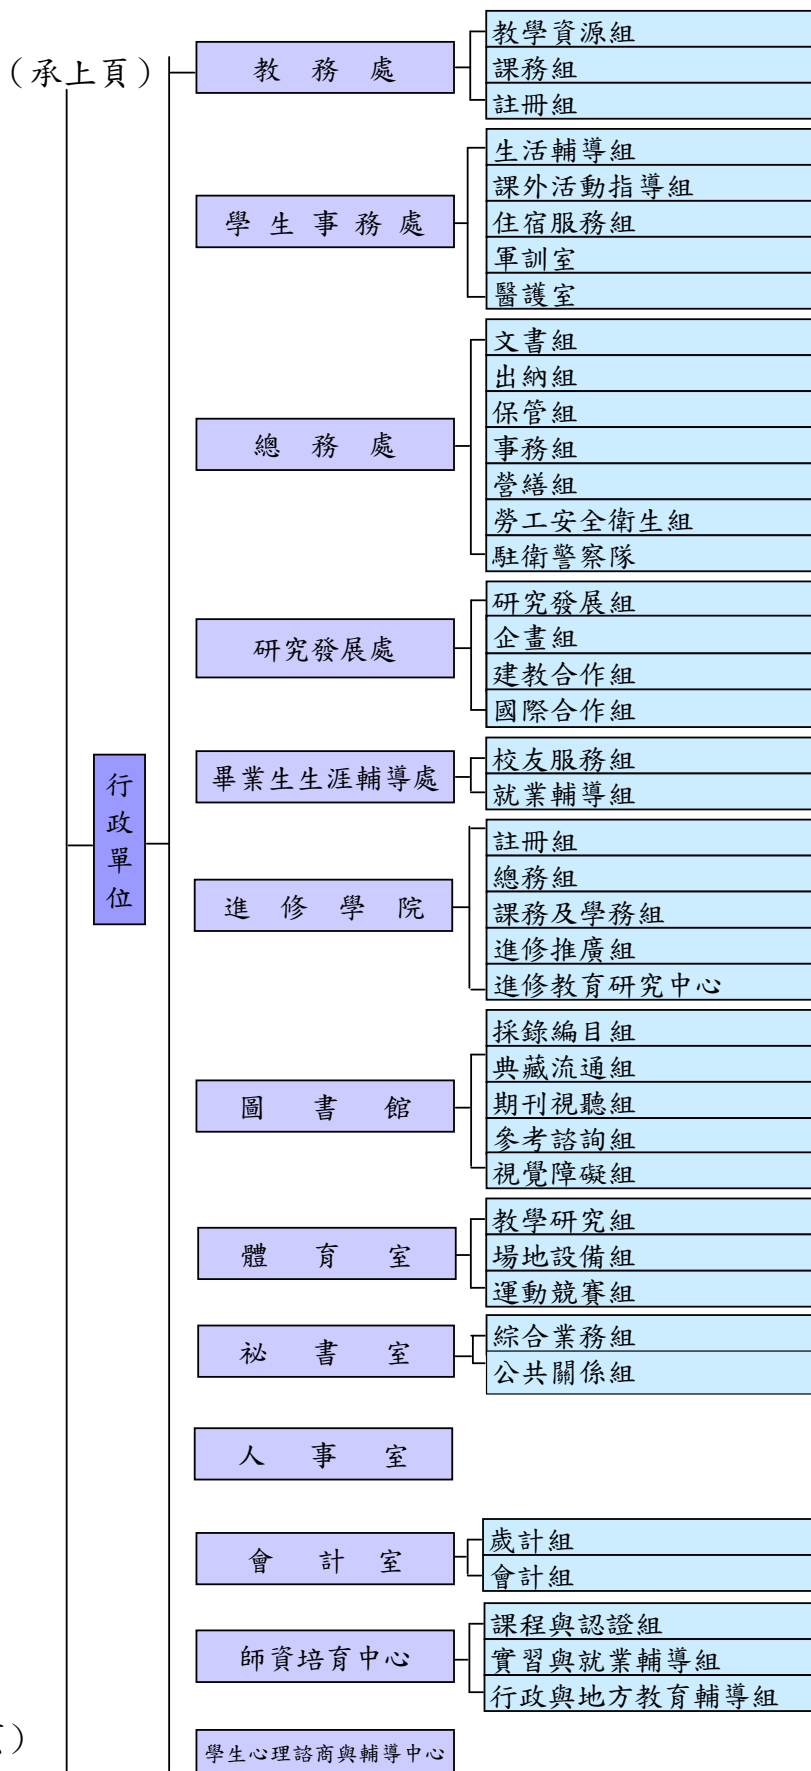 （承上頁）
教務處
教學資源組
課務組
註冊組
學生事務處
生活輔導組
課外活動指導組
住宿服務組
軍訓室
醫護室
總務處
文書組
出納組
保管組
事務組
營繕組
勞工安全衛生組
駐衛警察隊
研究發展處
研究發展組
企畫組
建教合作組
國際合作組
行政單位
畢業生生涯輔導處
校友服務組
就業輔導組
進修學院
註冊組
總務組
課務及學務組
進修推廣組
進修教育研究中心
圖書館
採錄編目組
典藏流通組
期刊視聽組
參考諮詢組
視覺障礙組
體育室
教學研究組
場地設備組
運動競賽組
祕書室
綜合業務組
公共關係組
人事室
會計室
歲計組
會計組
師資培育中心
課程與認證組
實習與就業輔導組
行政與地方教育輔導組
）
學生心理諮商與輔導中心